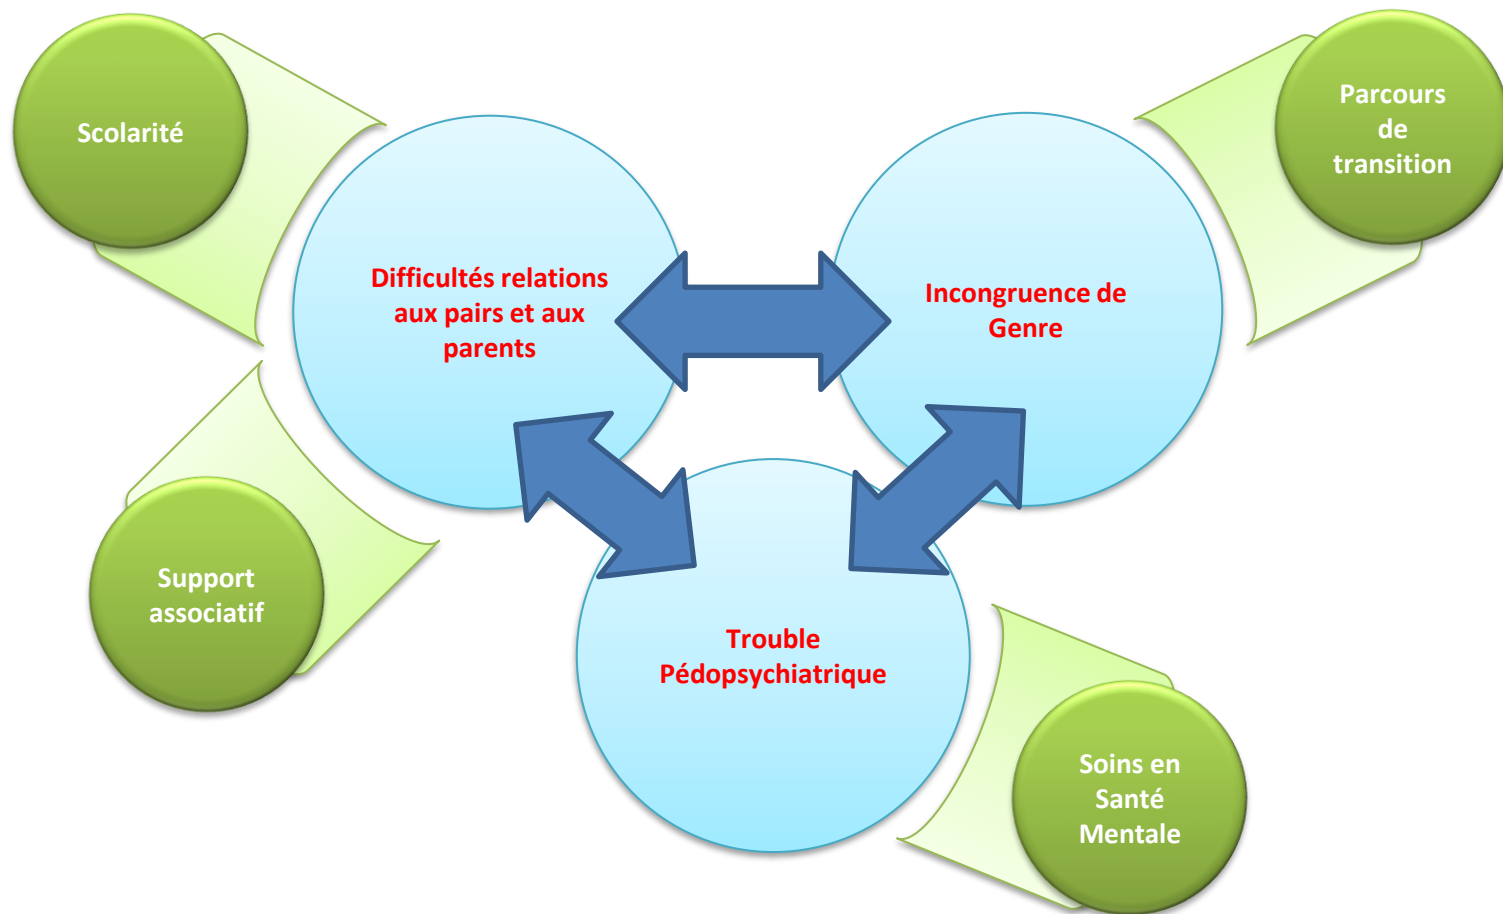 Scolarité
Parcours
de
transition
Difficultés relations
aux pairs et aux
parents
Incongruence de
Genre
Support
associatif
Trouble
Pédopsychiatrique
Soins en
Santé
Mentale